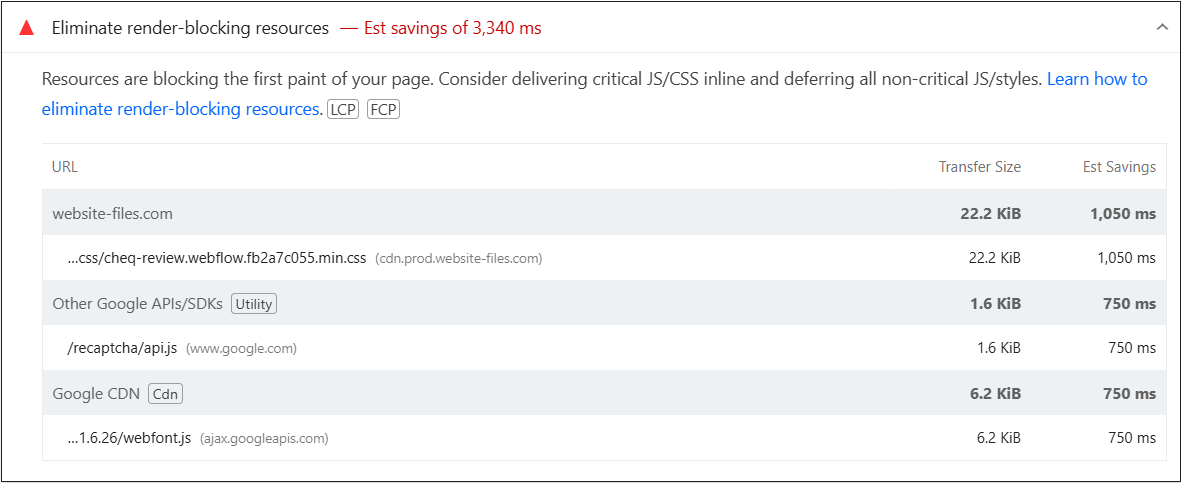 Eliminate render-blocking resources — Est savings of 3,340 ms
Resources are blocking the first paint of your page. Consider delivering critical JS/CSS inline and deferring all non-critical JS/styles. Learn how to
eliminate render-blocking resources. LCP FCP
URL Transfer Size Est Savings
website-files.com 22.2 KiB 1,050 ms
...css/cheq-review.webflow.fb2a7c055.min.css (cdn.prod.website-files.com) 22.2 KiB 1,050 ms
Other Google APIs/SDKs Utility 1.6 KiB 750 ms
/recaptcha/api.js (www.google.com) 1.6 KiB 750 ms
Google CDN Cdn 6.2 KiB 750 ms
...1.6.26/webfont.js (ajax.googleapis.com) 6.2 KiB 750 ms